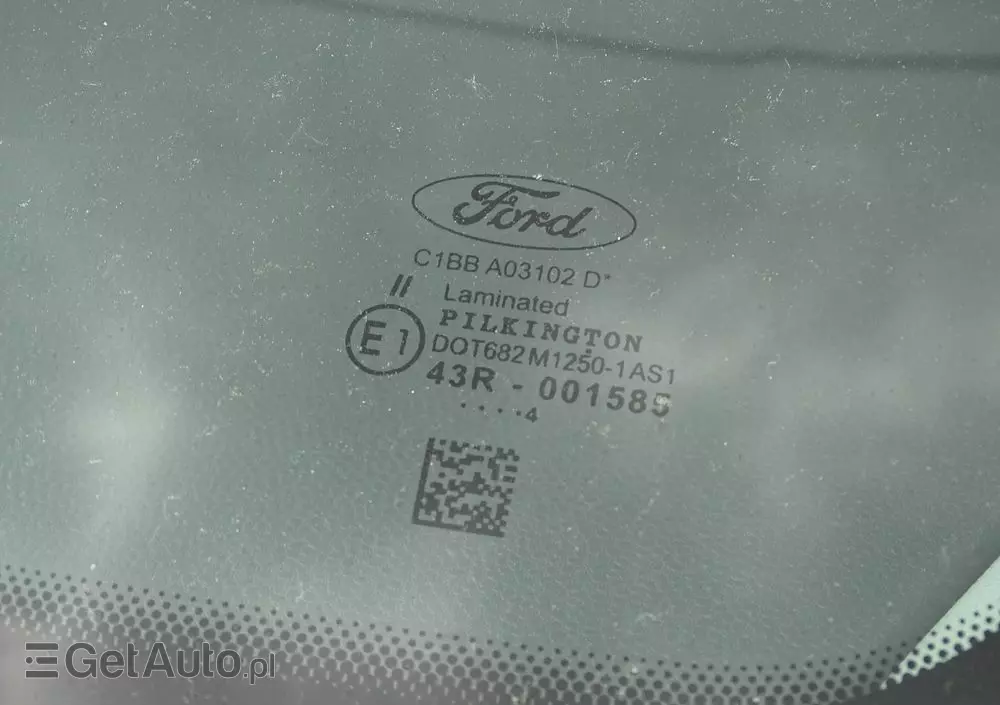 Ford
C1BB A03102 D*
//
Laminated
PILKINGTON
E1
DOT682 M1250-1AS1
43R - 001585
. . . . 4
GetAuto.pl